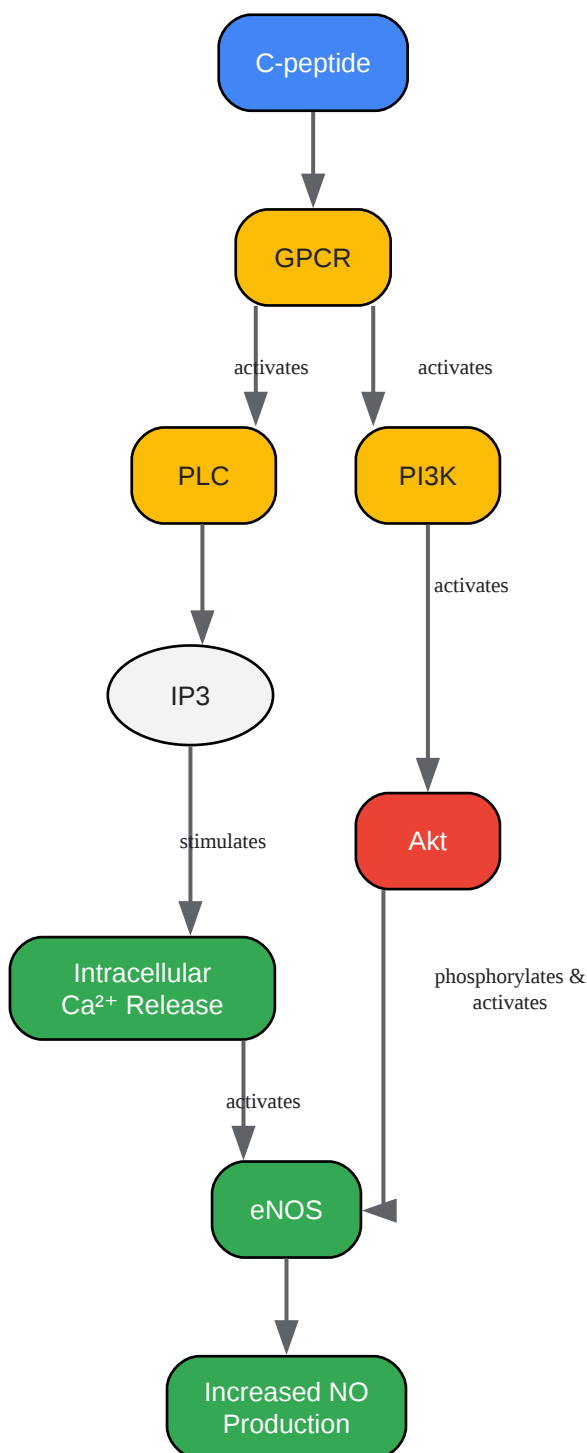 C-peptide
GPCR
activates
activates
PLC
PI3K
activates
IP3
stimulates
Akt
Intracellular
Ca²⁺ Release
phosphorylates &
activates
activates
eNOS
Increased NO
Production